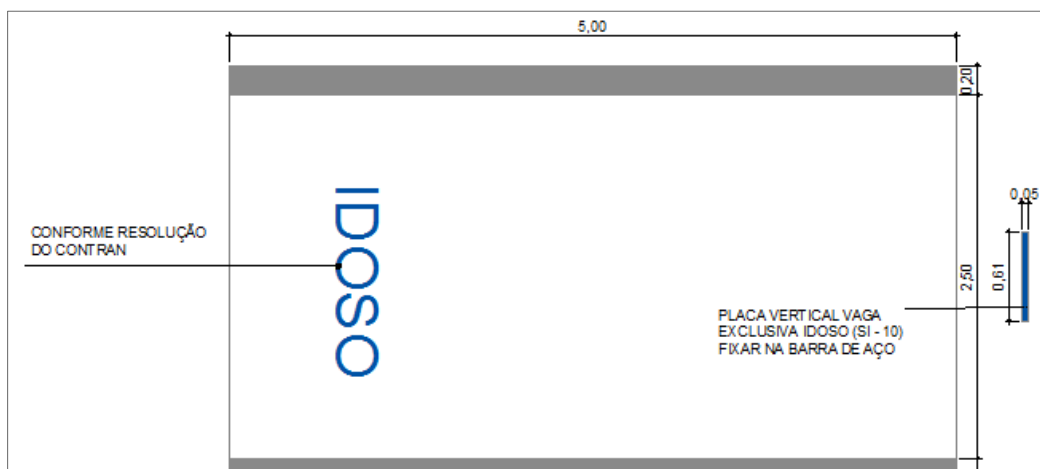 5,00
0,20
IDOSO
0,05
CONFORME RESOLUÇÃO
DO CONTRAN
2,50
0,61
PLACA VERTICAL VAGA
EXCLUSIVA IDOSO (SI - 10)
FIXAR NA BARRA DE AÇO